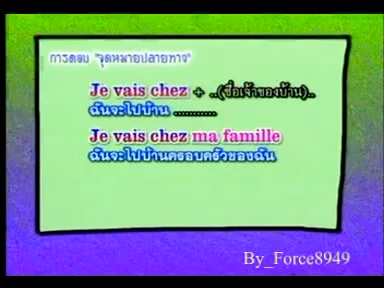 การตอบ "จุดหมายปลายทาง"
Je vais chez + ..(ชื่อเจ้าของบ้าน)..
ฉันจะไปบ้าน ...........
Je vais chez ma famille
ฉันจะไปบ้านครอบครัวของฉัน
By_Force8949